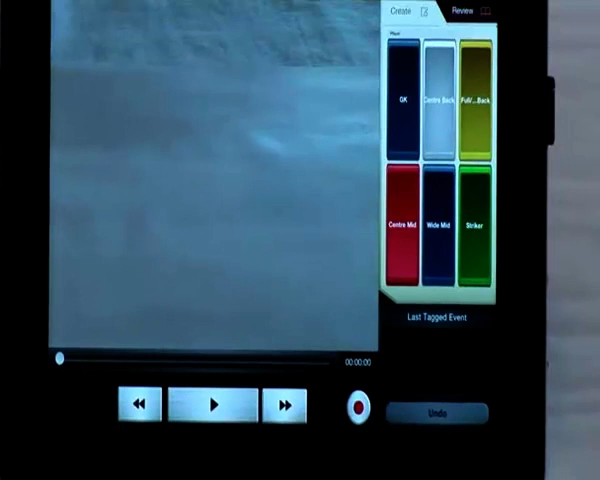 Create
Review
GK
Centre Back
Full/...Back
Centre Mid
Wide Mid
Striker
Last Tagged Event
00:00:00
Undo